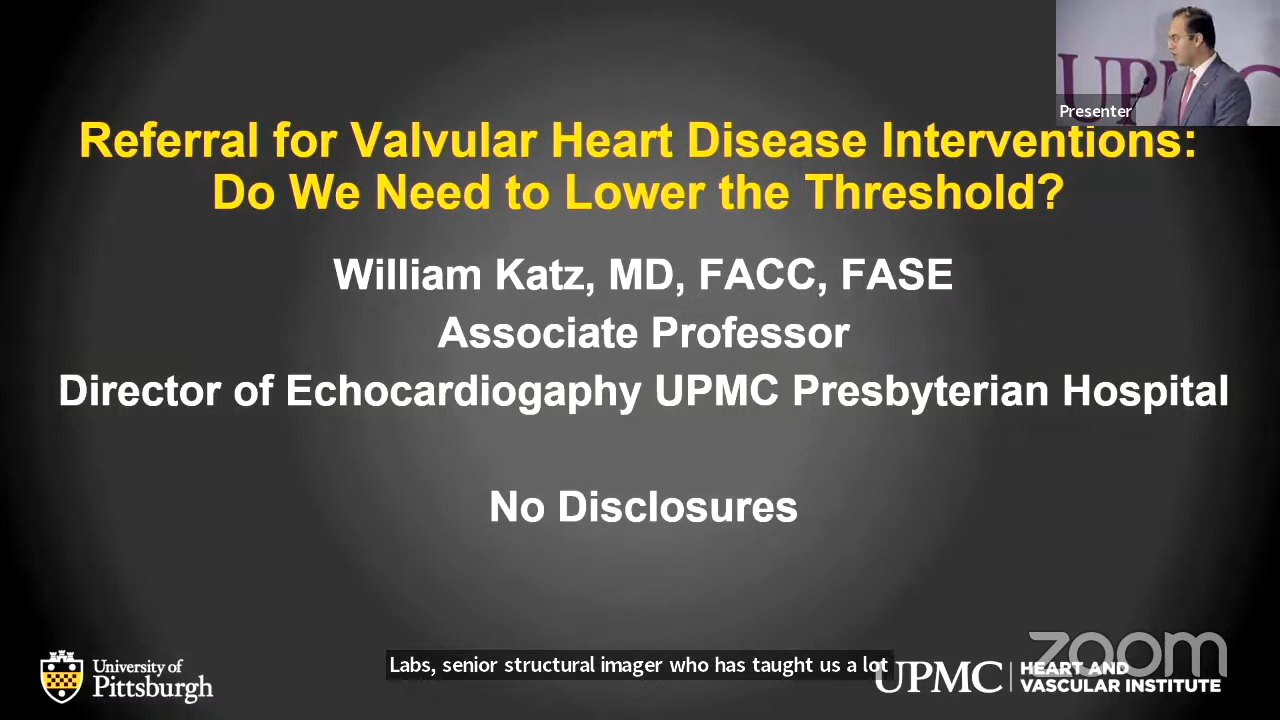 UPMC
Presenter
Referral for Valvular Heart Disease Interventions:
Do We Need to Lower the Threshold?
William Katz, MD, FACC, FASE
Associate Professor
Director of Echocardiogaphy UPMC Presbyterian Hospital
No Disclosures
zoom
University of
Pittsburgh
Labs, senior structural imager who has taught us a lot
UPMC
HEART AND
VASCULAR INSTITUTE